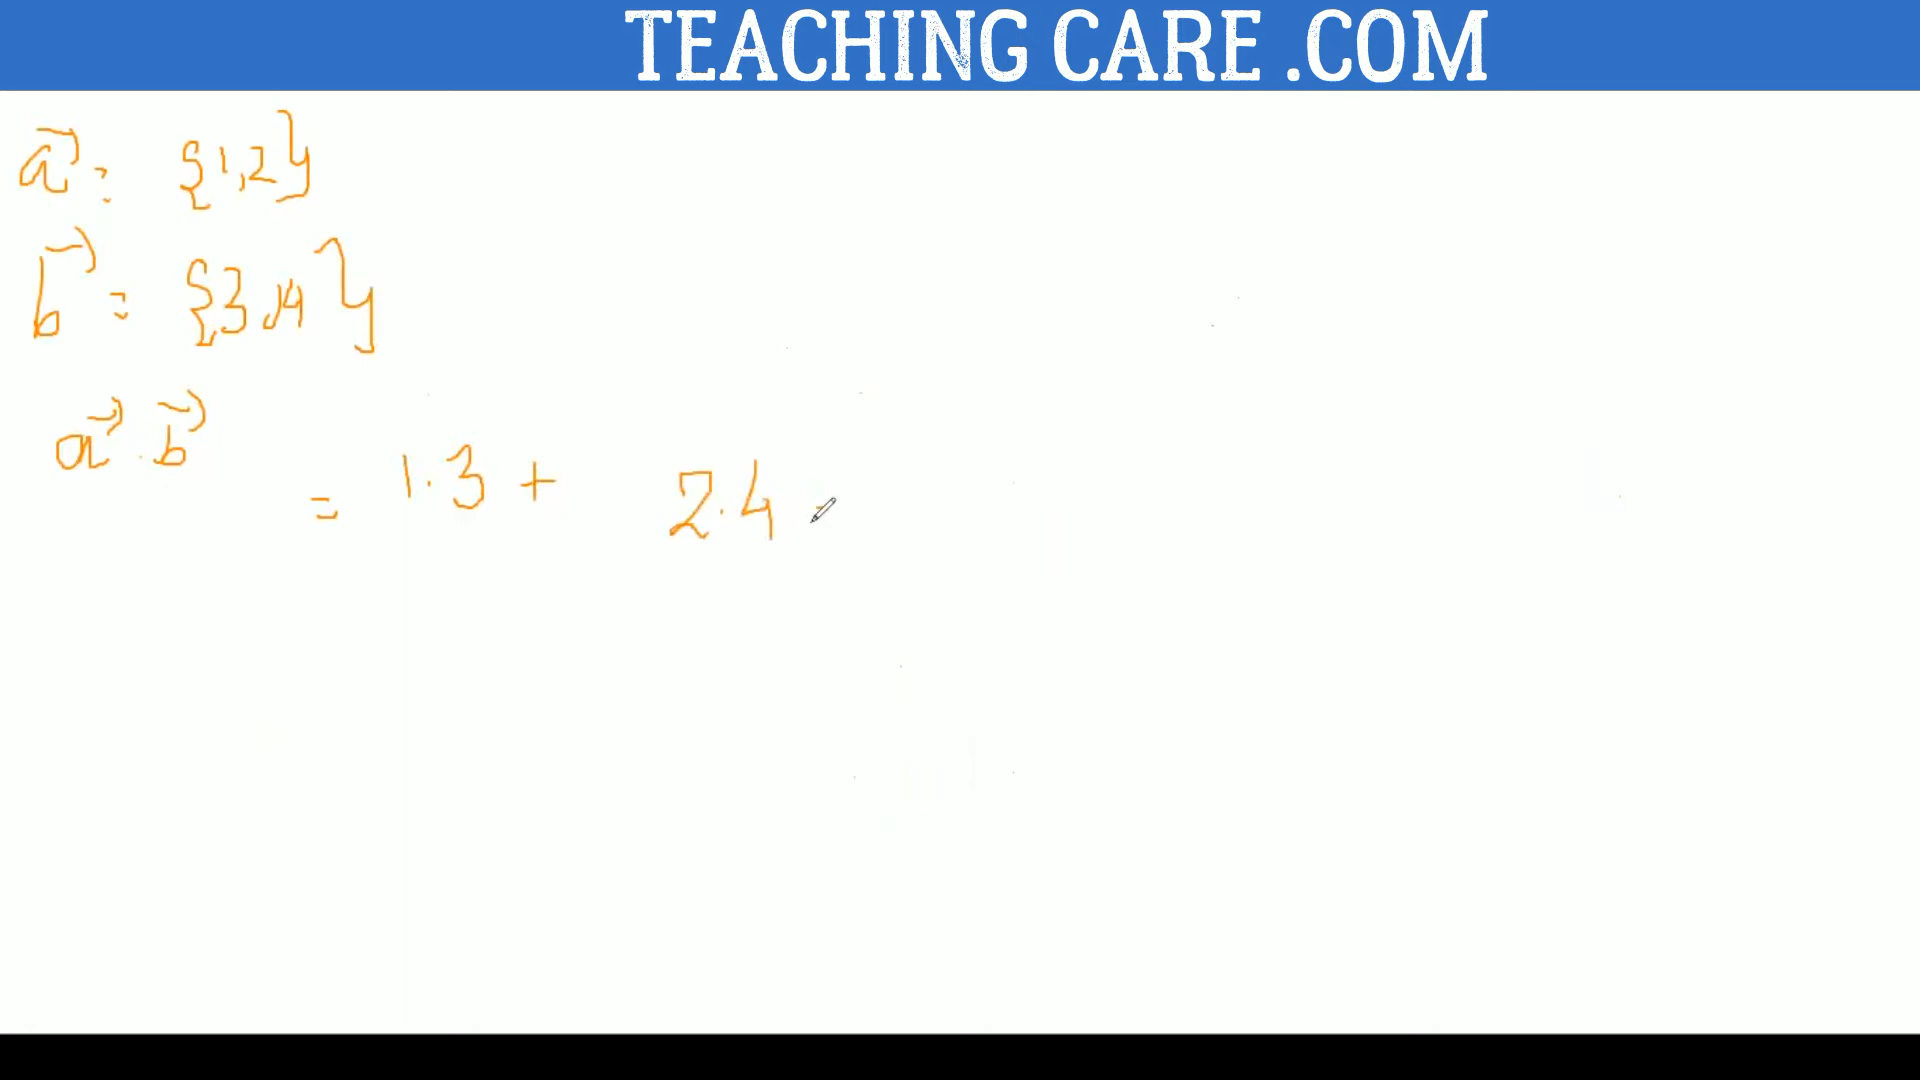 TEACHING CARE .COM
a⃗ = {1,2}
b⃗ = {3,4}
a⃗ . b⃗
= 1.3 + 2.4